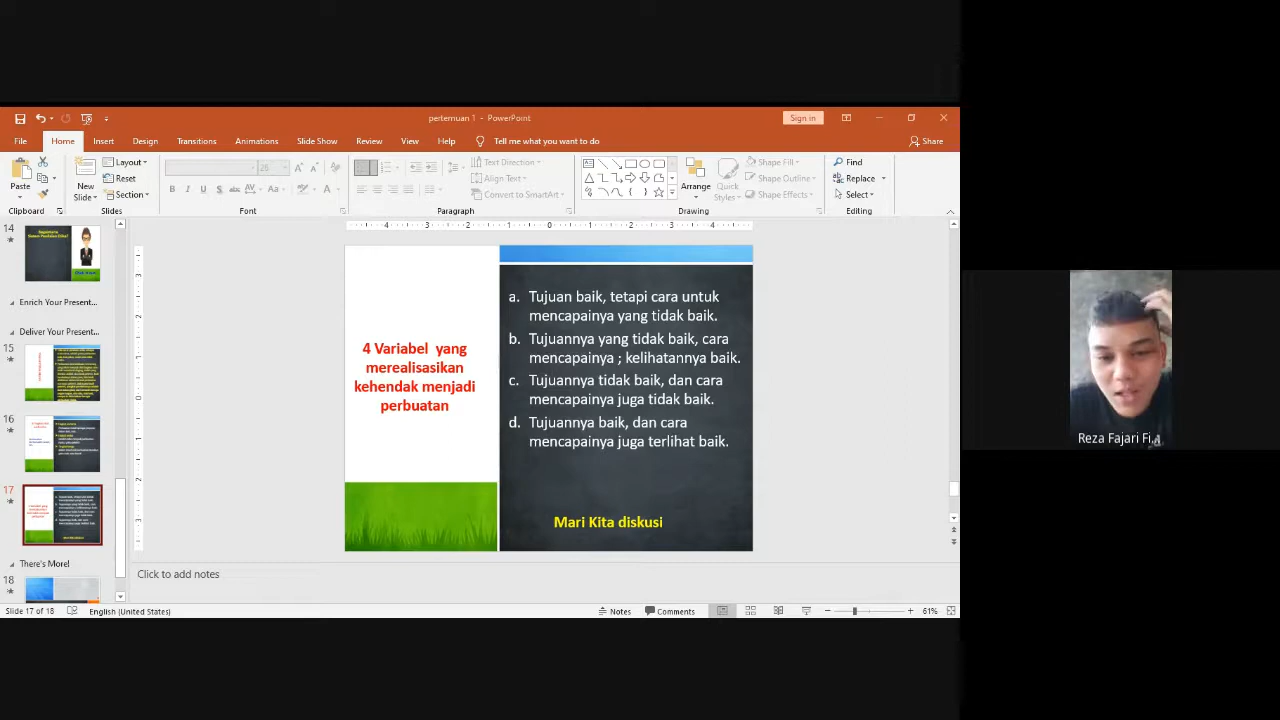 pertemuan 1 - PowerPoint
Sign in
File Home Insert Design Transitions Animations Slide Show Review View Help Tell me what you want to do Share
Paste
Clipboard
New Slide
Layout
Reset
Section
Slides
28
Font
Text Direction
Align Text
Convert to SmartArt
Paragraph
Arrange
Quick Styles
Shape Fill
Shape Outline
Shape Effects
Drawing
Find
Replace
Select
Editing
14
Enrich Your Present...
Deliver Your Present...
15
16
17
There's More!
18
4 Variabel yang
merealisasikan
kehendak menjadi
perbuatan
a. Tujuan baik, tetapi cara untuk
mencapainya yang tidak baik.
b. Tujuannya yang tidak baik, cara
mencapainya ; kelihatannya baik.
c. Tujuannya tidak baik, dan cara
mencapainya juga tidak baik.
d. Tujuannya baik, dan cara
mencapainya juga terlihat baik.
Mari Kita diskusi
Click to add notes
Slide 17 of 18 English (United States) Notes Comments 61%
Reza Fajari Fi...